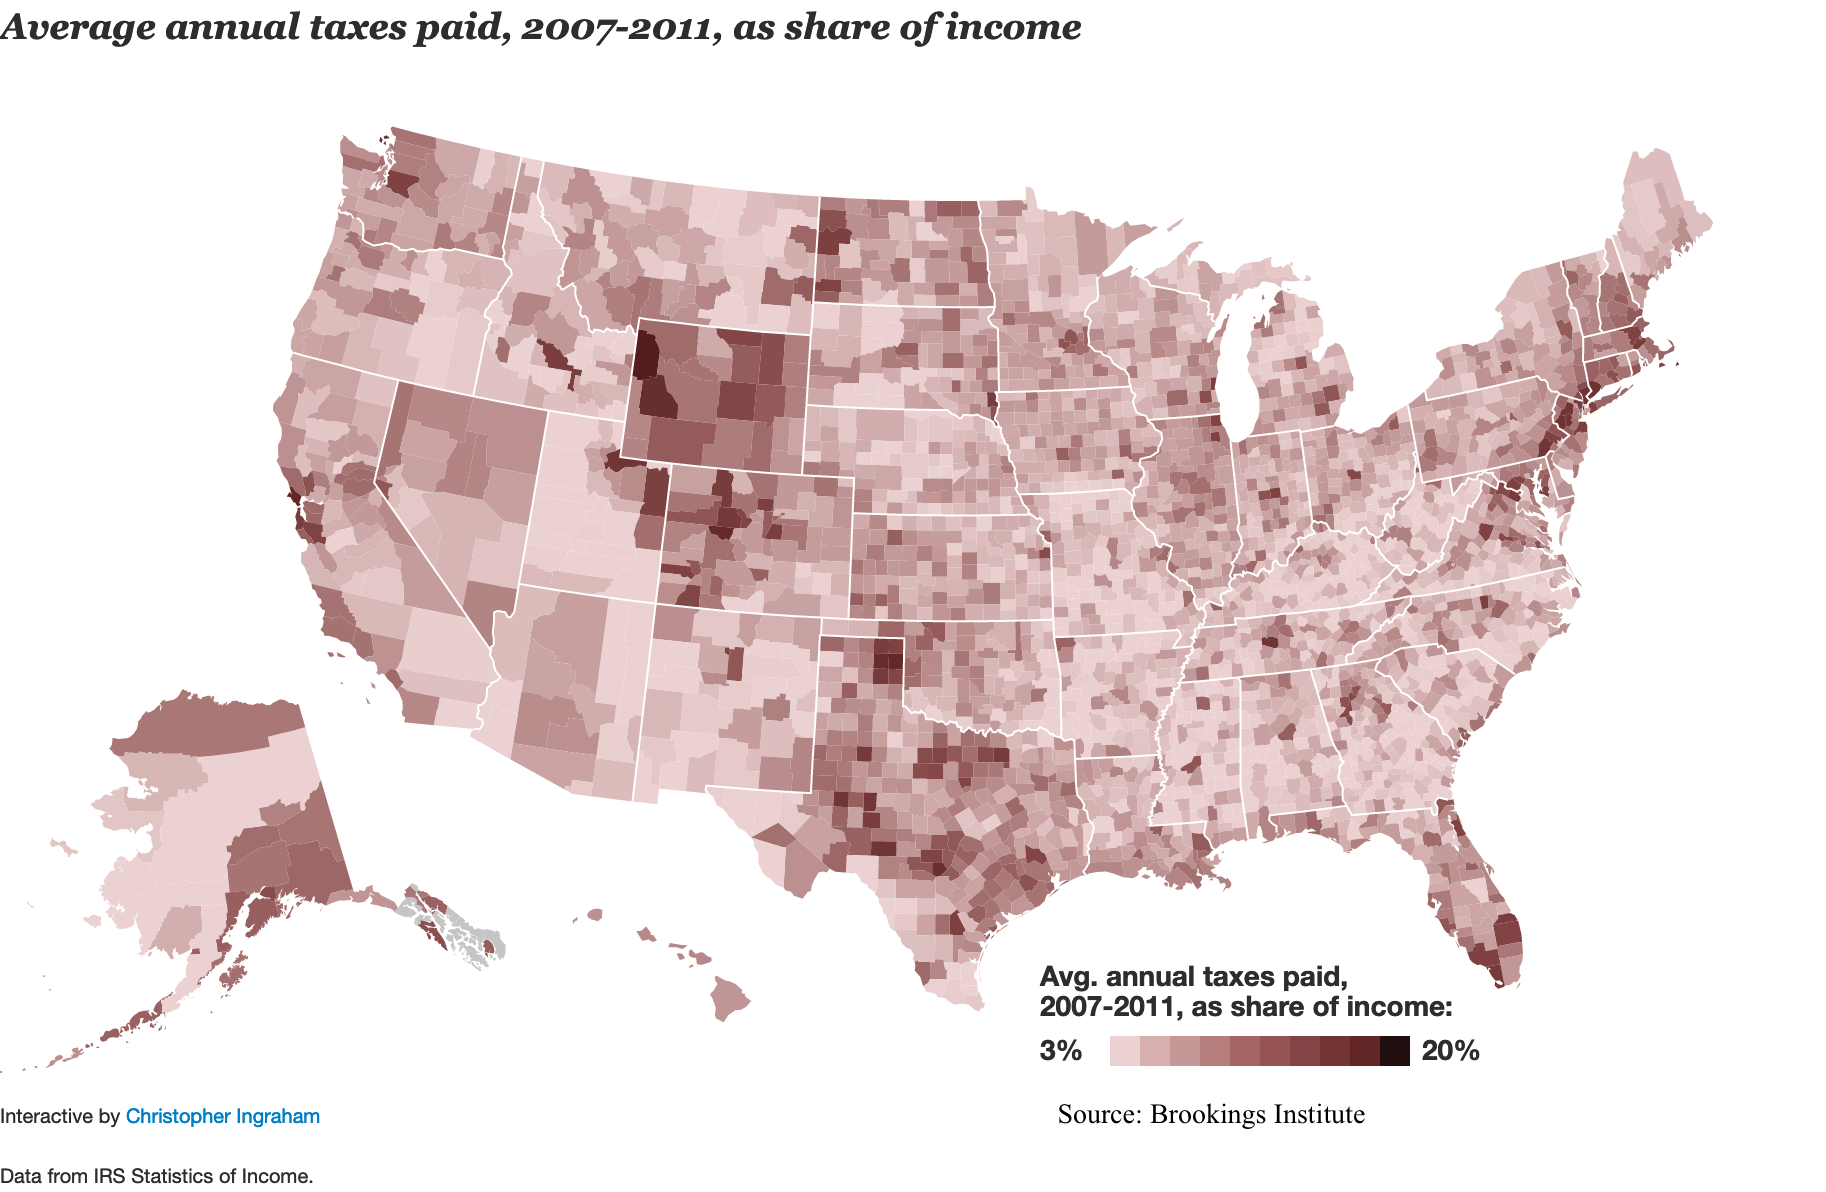 Average annual taxes paid, 2007-2011, as share of income
Avg. annual taxes paid,
2007-2011, as share of income:
3% 20%
Interactive by Christopher Ingraham
Source: Brookings Institute
Data from IRS Statistics of Income.